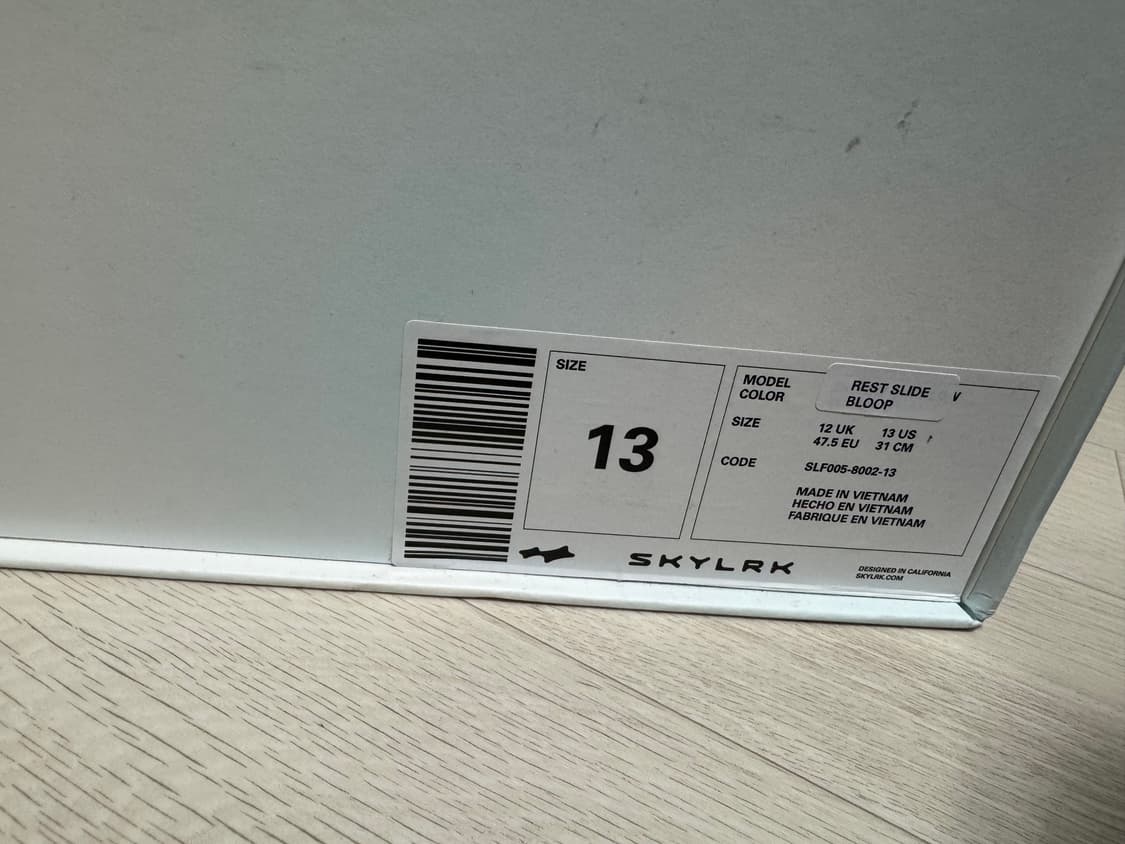 SIZE
13
MODEL REST SLIDE
COLOR BLOOP
SIZE 12 UK 13 US
47.5 EU 31 CM
CODE SLF005-8002-13
MADE IN VIETNAM
HECHO EN VIETNAM
FABRIQUE EN VIETNAM
SKYLRK
DESIGNED IN CALIFORNIA
SKYLRK.COM